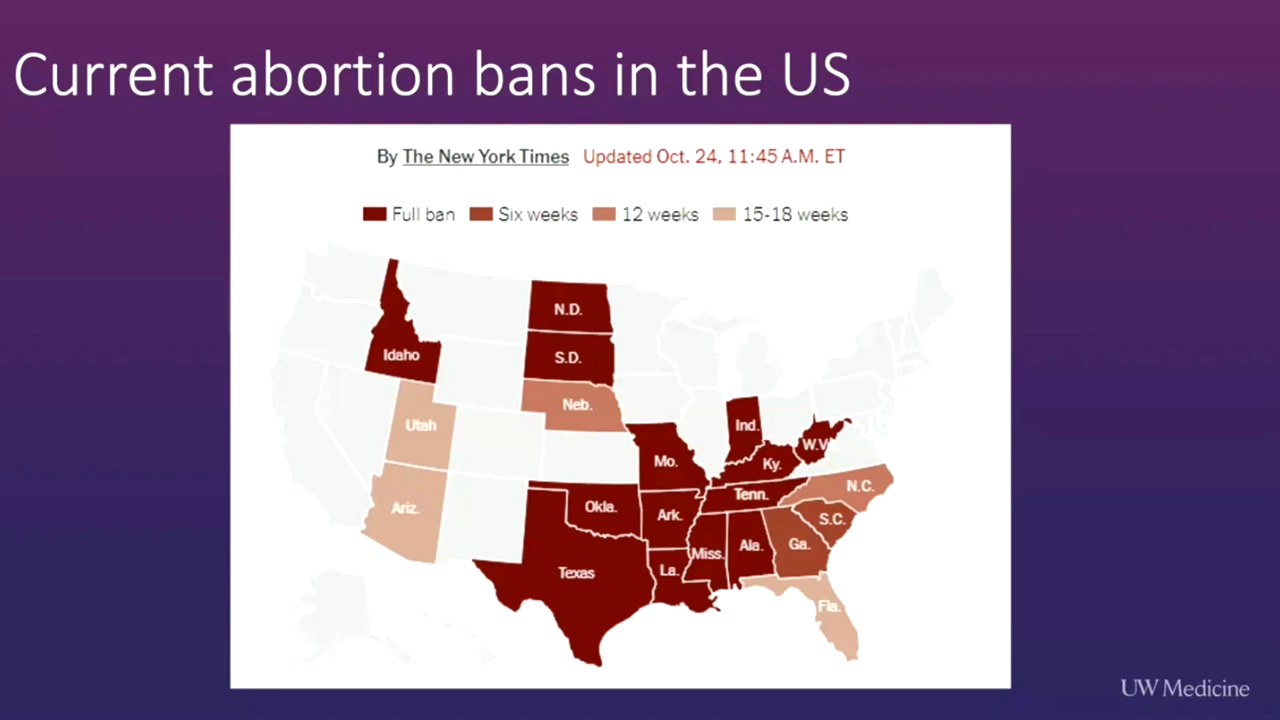 Current abortion bans in the US
By The New York Times Updated Oct. 24, 11:45 A.M. ET
Full ban Six weeks 12 weeks 15-18 weeks
N.D.
Idaho
S.D.
Neb.
Utah
Ind.
W.V
Mo.
Ky.
N.C.
Tenn.
Ariz.
Okla.
Ark.
S.C.
Miss.
Ala.
Ga.
Texas
La.
Fla.
UW Medicine